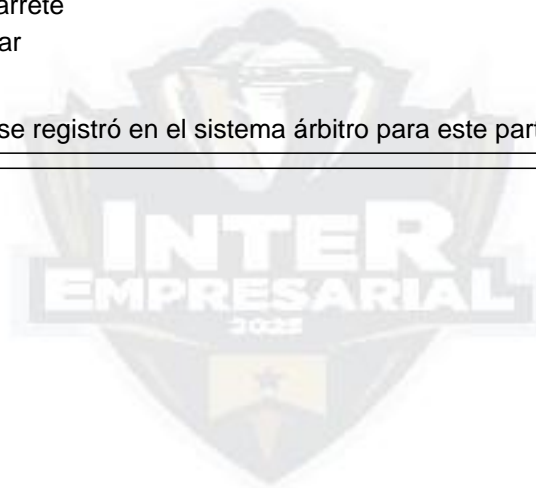 arrete
ar
se registró en el sistema árbitro para este part
INTER
EMPRESARIAL